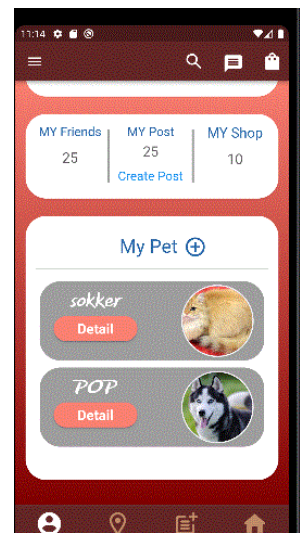 11:14
MY Friends MY Post MY Shop
25 25 10
Create Post
My Pet
sokker
Detail
POP
Detail